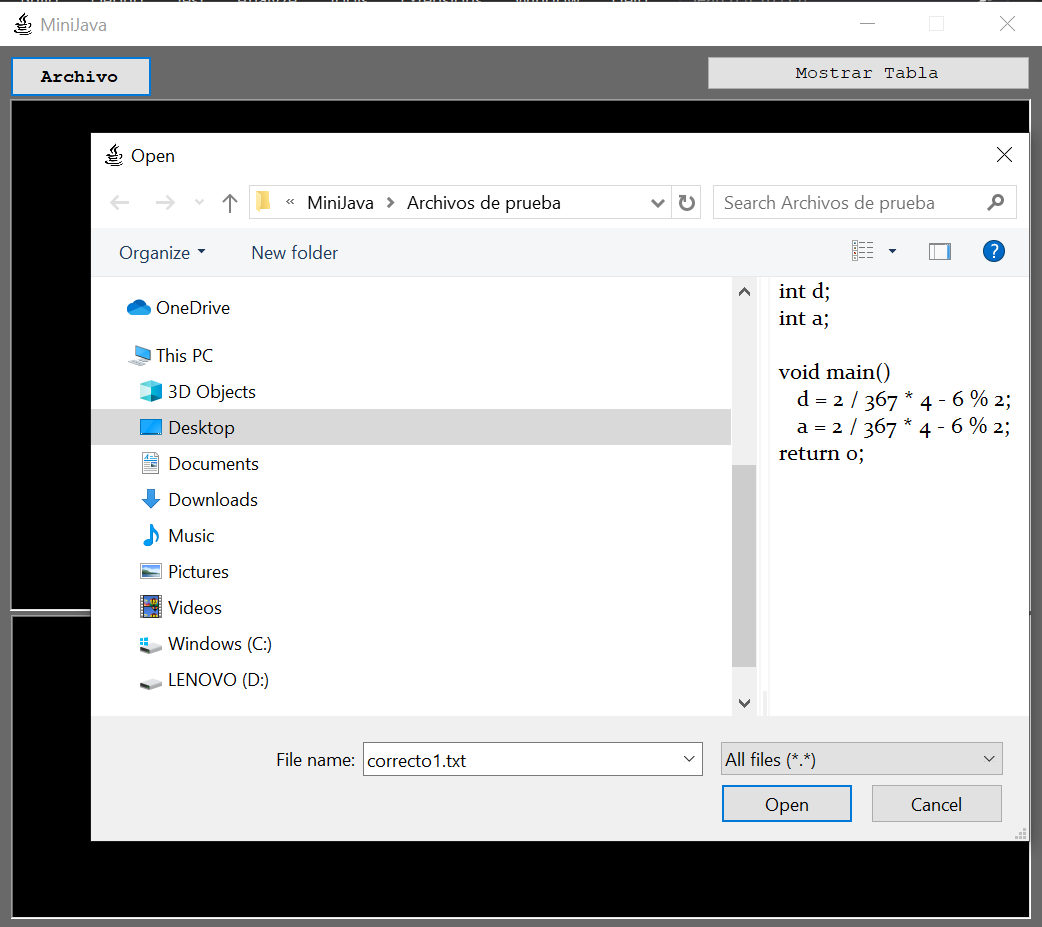 MiniJava
Archivo
Mostrar Tabla
Open
« MiniJava > Archivos de prueba
Search Archivos de prueba
Organize
New folder
?
OneDrive
This PC
3D Objects
Desktop
Documents
Downloads
Music
Pictures
Videos
Windows (C:)
LENOVO (D:)
int d;
int a;
void main()
d = 2 / 367 * 4 - 6 % 2;
a = 2 / 367 * 4 - 6 % 2;
return 0;
File name:
correcto1.txt
All files (*.*)
Open
Cancel